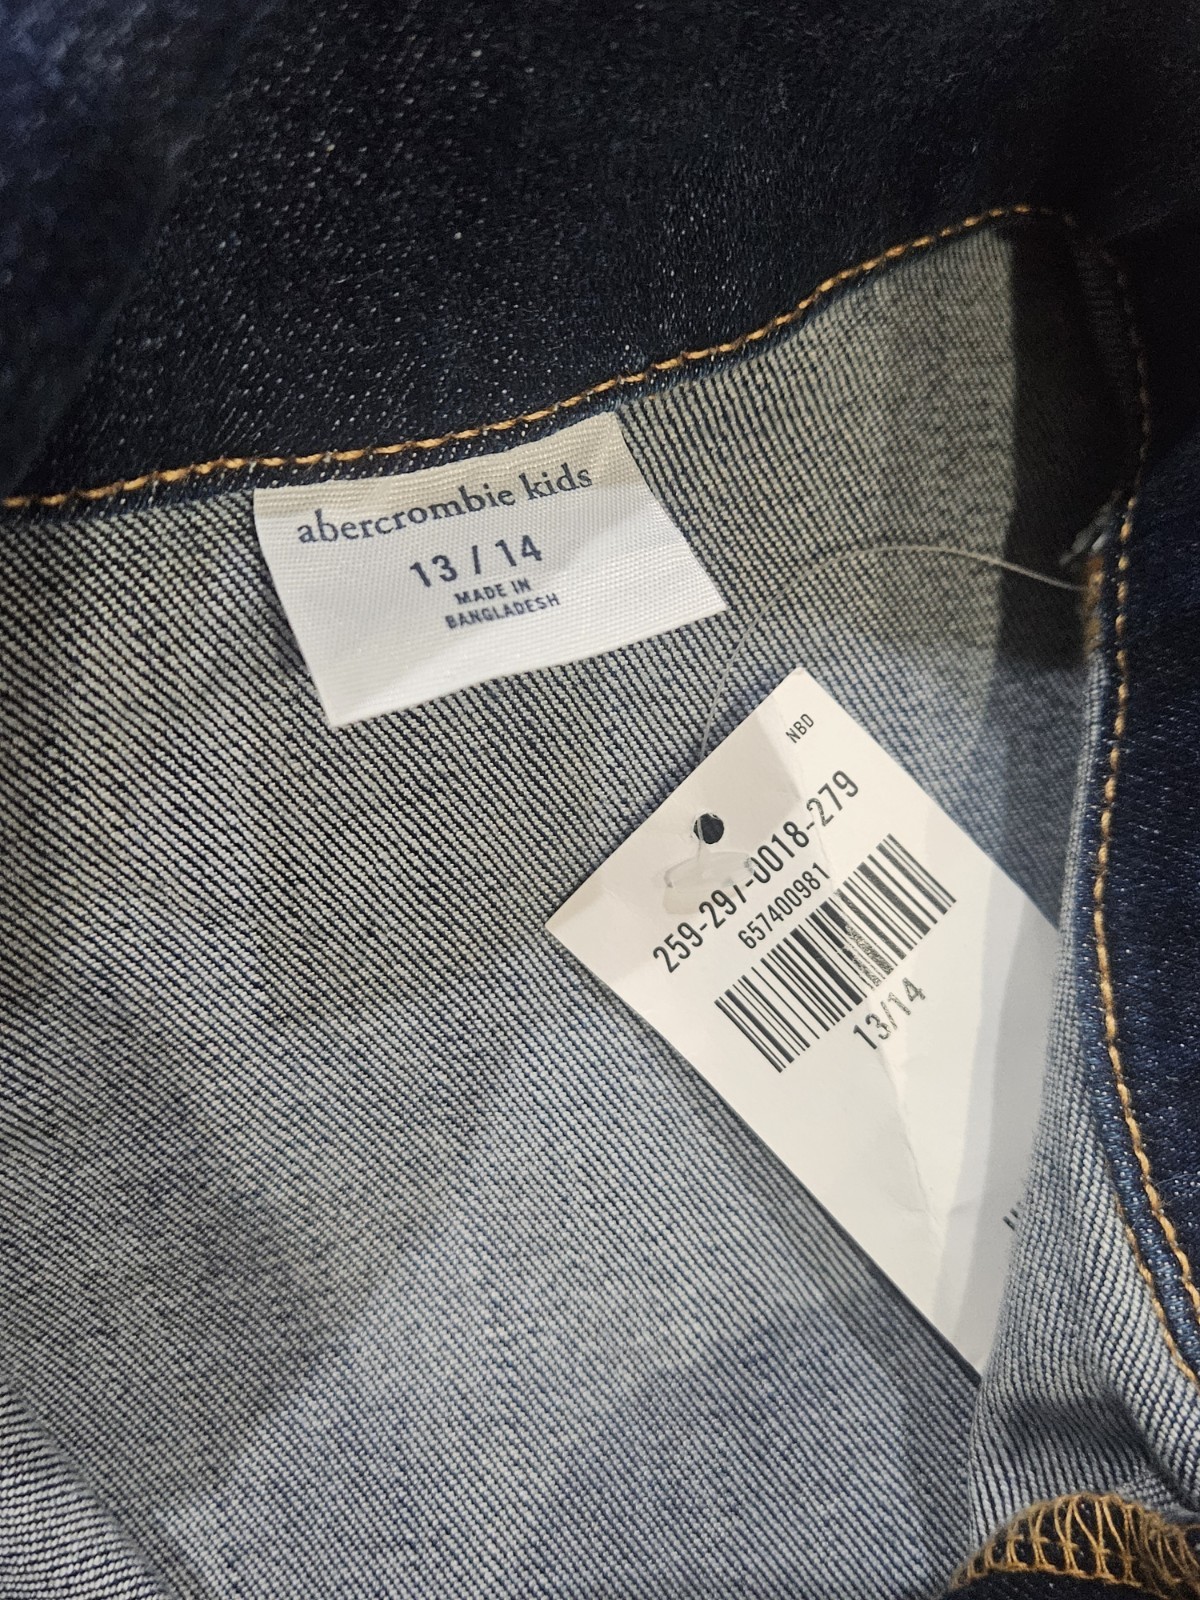 abercrombie kids
13 / 14
MADE IN
BANGLADESH
NBD
259-297-0018-279
657400981
13/14